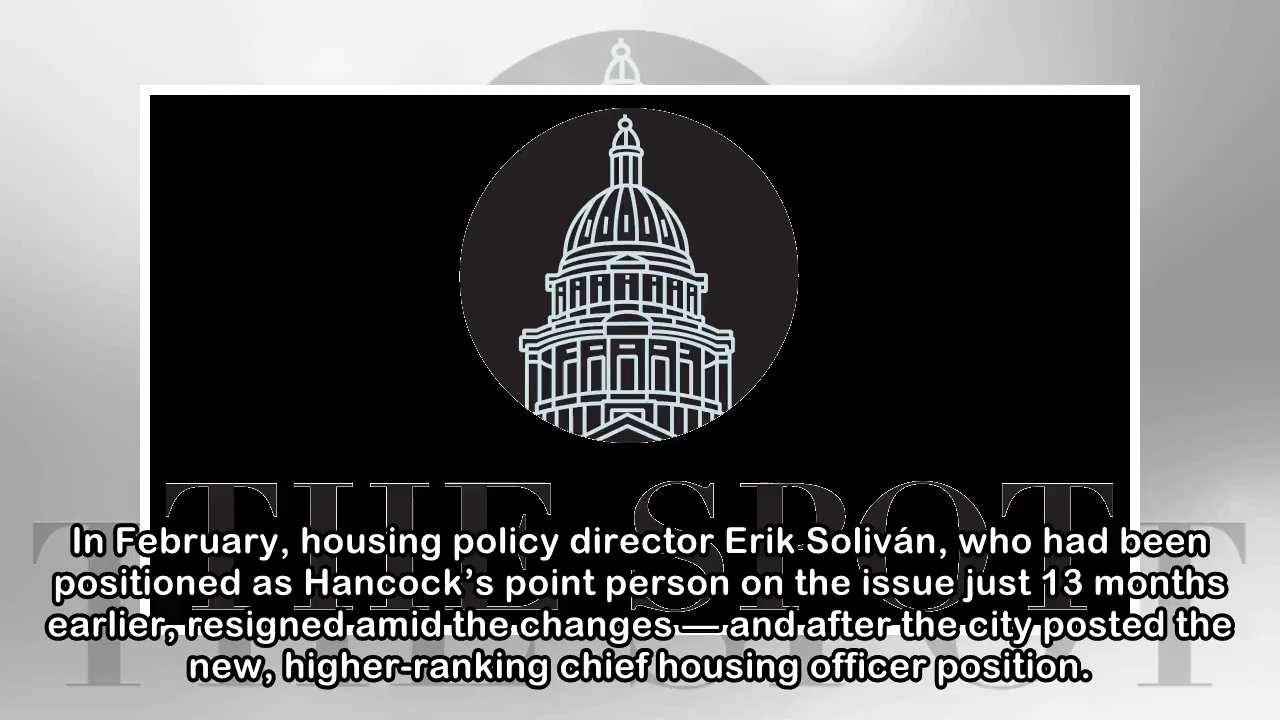 THE SPOT
In February, housing policy director Erik Soliván, who had been
positioned as Hancock’s point person on the issue just 13 months
earlier, resigned amid the changes — and after the city posted the
new, higher-ranking chief housing officer position.